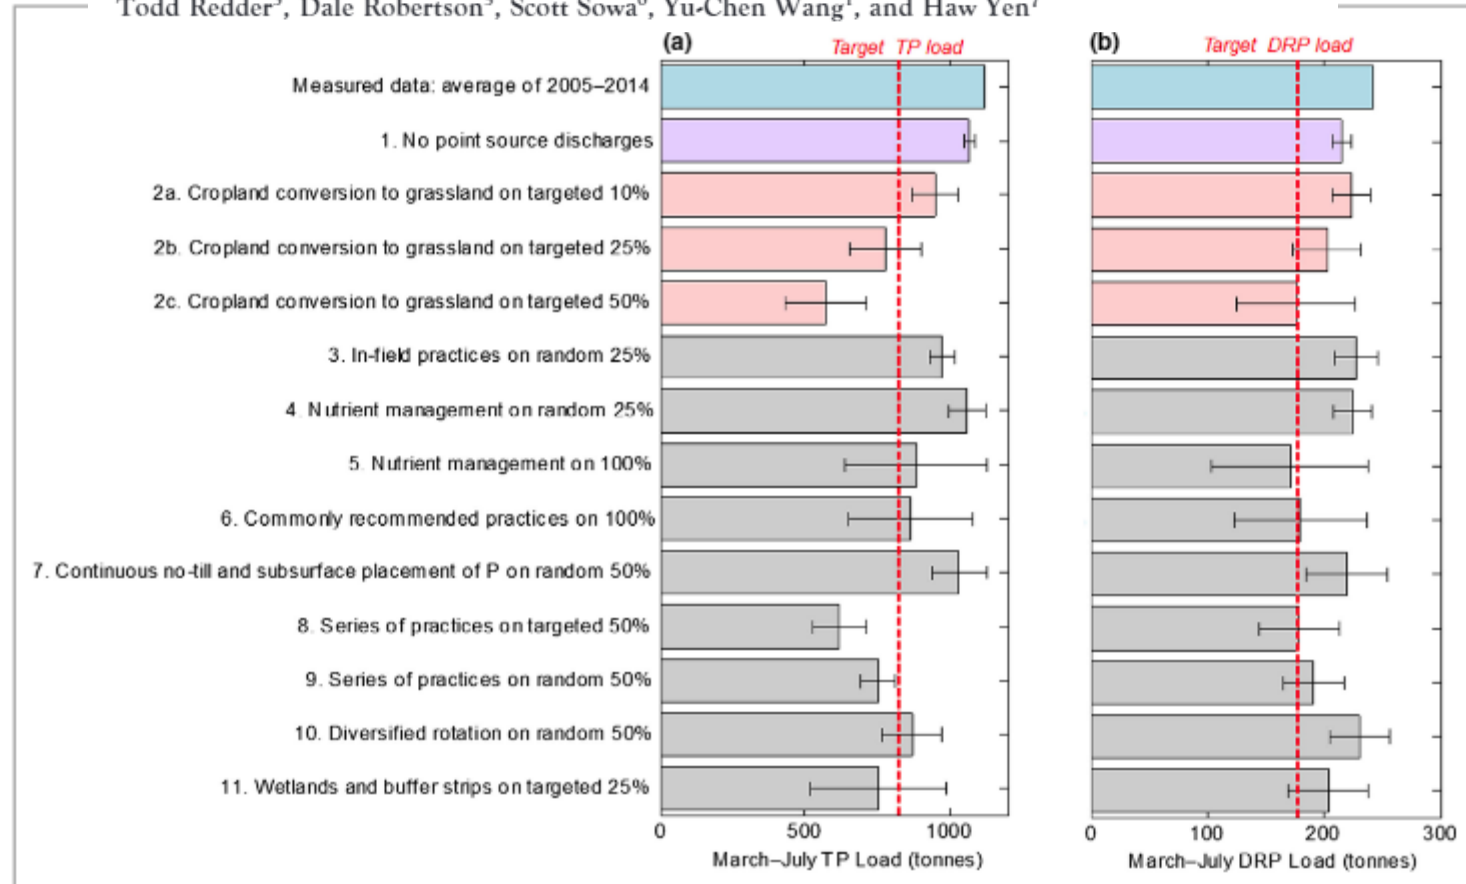 Todd Redder⁵, Dale Robertson⁵, Scott Sowa⁶, Yu-Chen Wang¹, and Haw Yen⁷
(a) Target TP load
(b) Target DRP load
Measured data: average of 2005–2014
1. No point source discharges
2a. Cropland conversion to grassland on targeted 10%
2b. Cropland conversion to grassland on targeted 25%
2c. Cropland conversion to grassland on targeted 50%
3. In-field practices on random 25%
4. Nutrient management on random 25%
5. Nutrient management on 100%
6. Commonly recommended practices on 100%
7. Continuous no-till and subsurface placement of P on random 50%
8. Series of practices on targeted 50%
9. Series of practices on random 50%
10. Diversified rotation on random 50%
11. Wetlands and buffer strips on targeted 25%
0 500 1000
March–July TP Load (tonnes)
0 100 200 300
March–July DRP Load (tonnes)